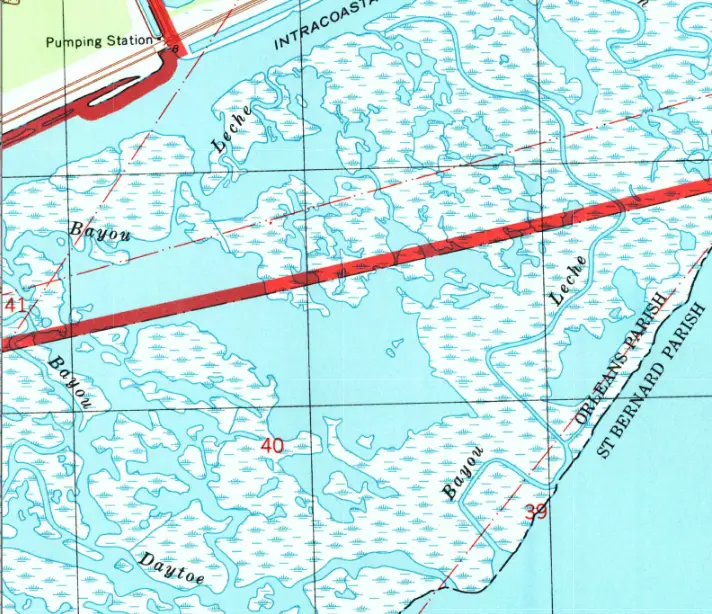 Pumping Station
8
INTRACOASTA
Leche
Bayou
41
Leche
ORLEANS PARISH
ST BERNARD PARISH
Bayou
40
Bayou
39
Daytoe